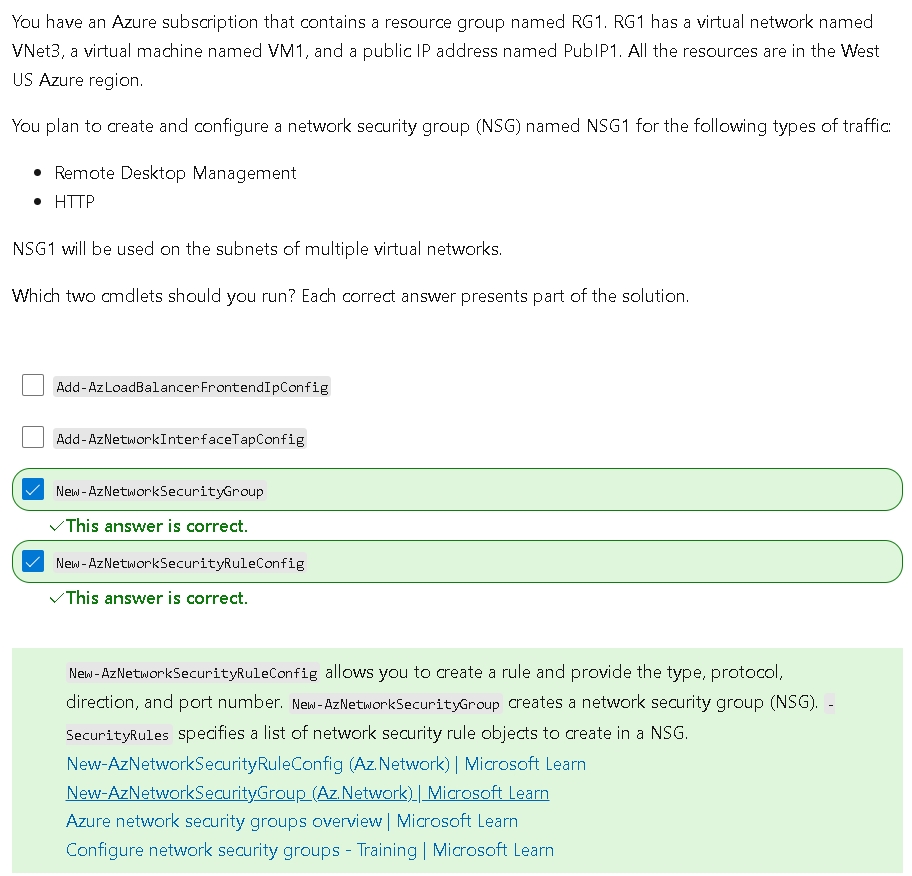 You have an Azure subscription that contains a resource group named RG1. RG1 has a virtual network named
VNet3, a virtual machine named VM1, and a public IP address named PubIP1. All the resources are in the West
US Azure region.
You plan to create and configure a network security group (NSG) named NSG1 for the following types of traffic:
• Remote Desktop Management
• HTTP
NSG1 will be used on the subnets of multiple virtual networks.
Which two cmdlets should you run? Each correct answer presents part of the solution.
Add-AzLoadBalancerFrontendIpConfig
Add-AzNetworkInterfaceTapConfig
New-AzNetworkSecurityGroup
✓This answer is correct.
New-AzNetworkSecurityRuleConfig
✓This answer is correct.
New-AzNetworkSecurityRuleConfig allows you to create a rule and provide the type, protocol,
direction, and port number. New-AzNetworkSecurityGroup creates a network security group (NSG). -
SecurityRules specifies a list of network security rule objects to create in a NSG.
New-AzNetworkSecurityRuleConfig (Az.Network) | Microsoft Learn
New-AzNetworkSecurityGroup (Az.Network) | Microsoft Learn
Azure network security groups overview | Microsoft Learn
Configure network security groups - Training | Microsoft Learn